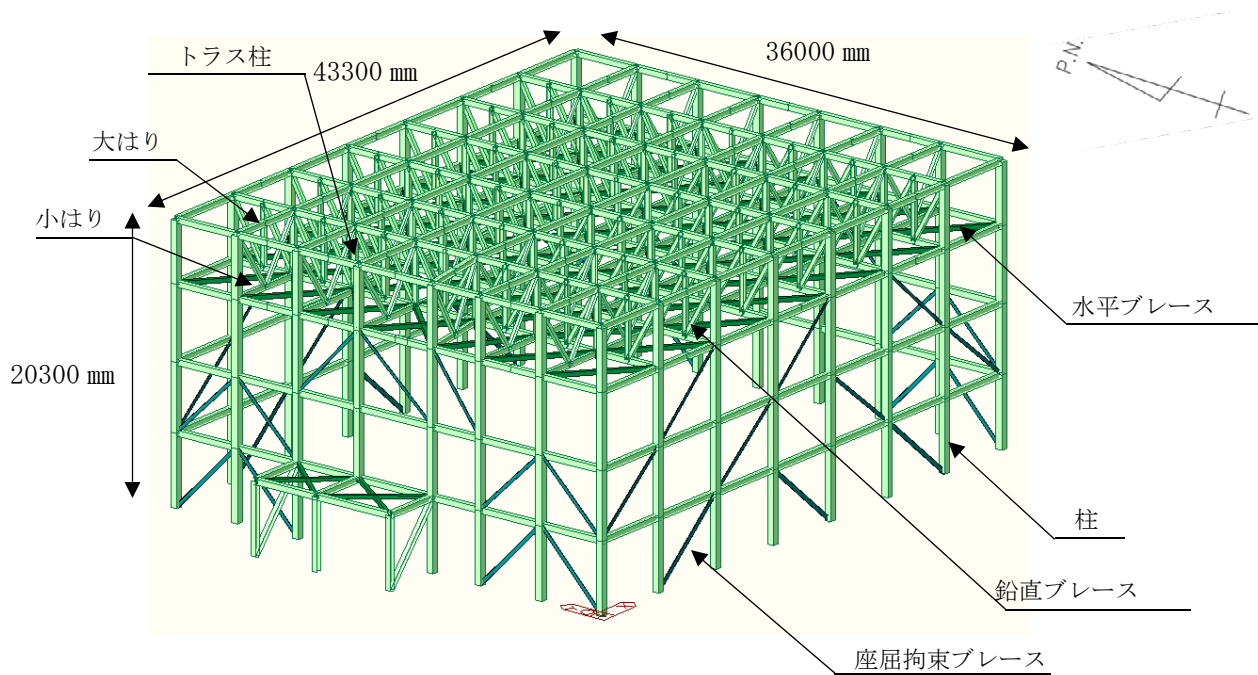 トラス柱
43300 mm
36000 mm
P.N.
大はり
小はり
水平ブレース
20300 mm
柱
鉛直ブレース
座屈拘束ブレース